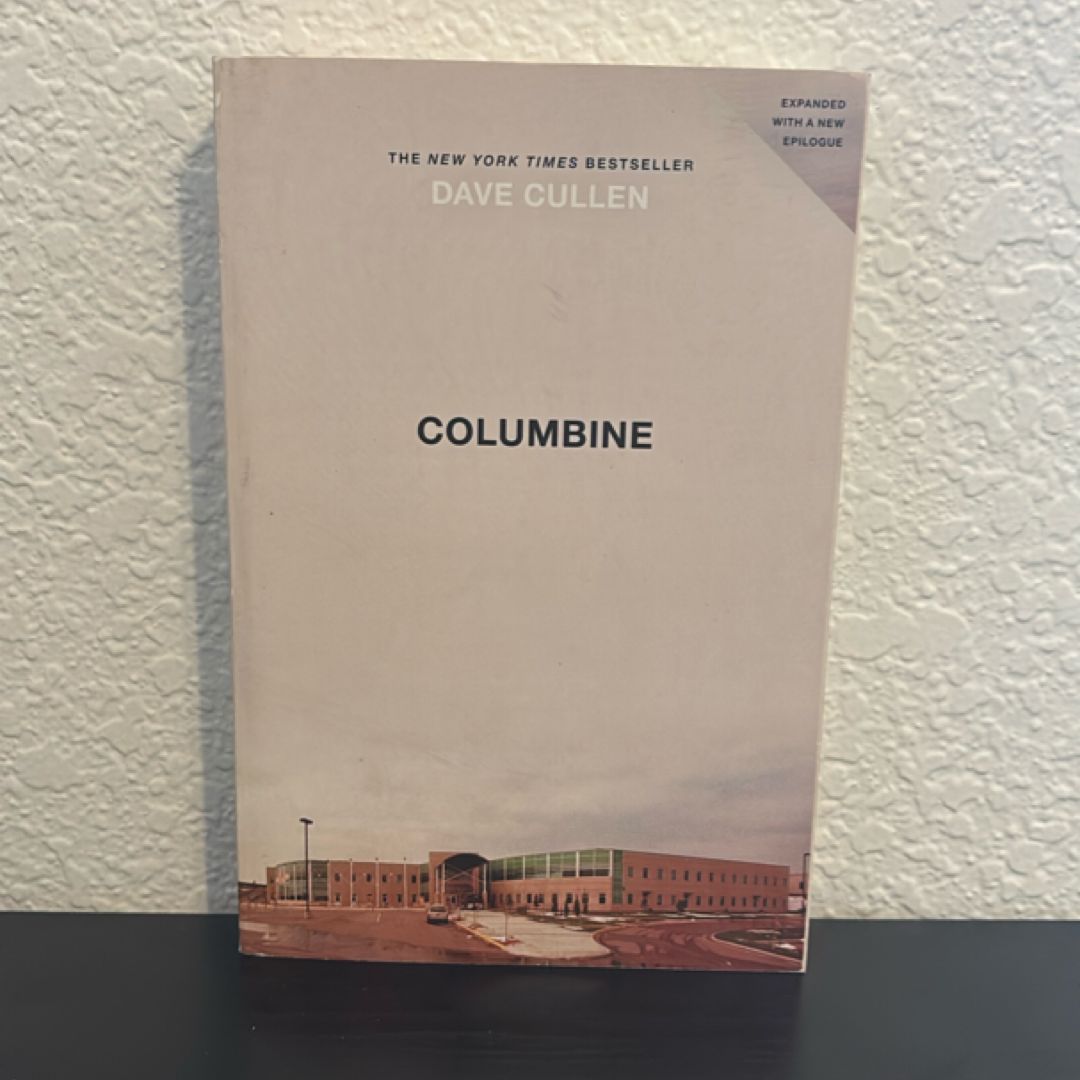 EXPANDED
WITH A NEW
EPILOGUE
THE NEW YORK TIMES BESTSELLER
DAVE CULLEN
COLUMBINE